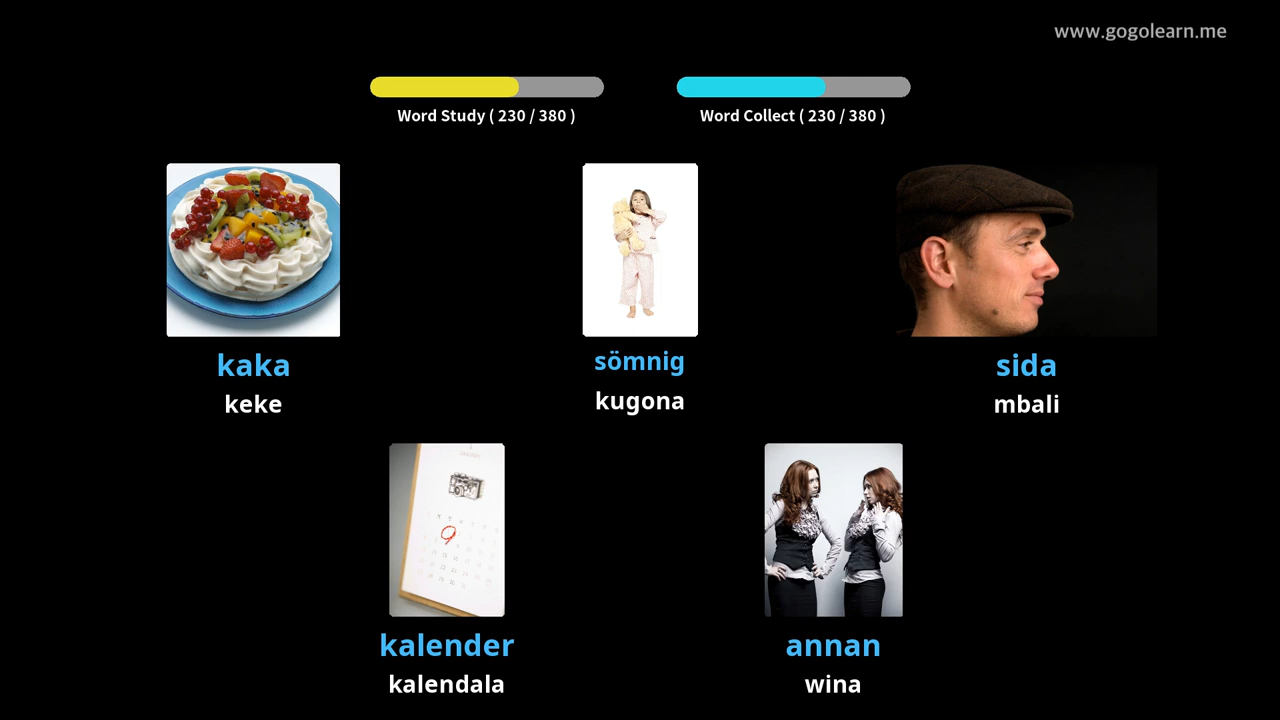 www.gogolearn.me
Word Study ( 230 / 380 )
Word Collect ( 230 / 380 )
kaka
keke
sömnig
kugona
sida
mbali
kalender
kalendala
annan
wina